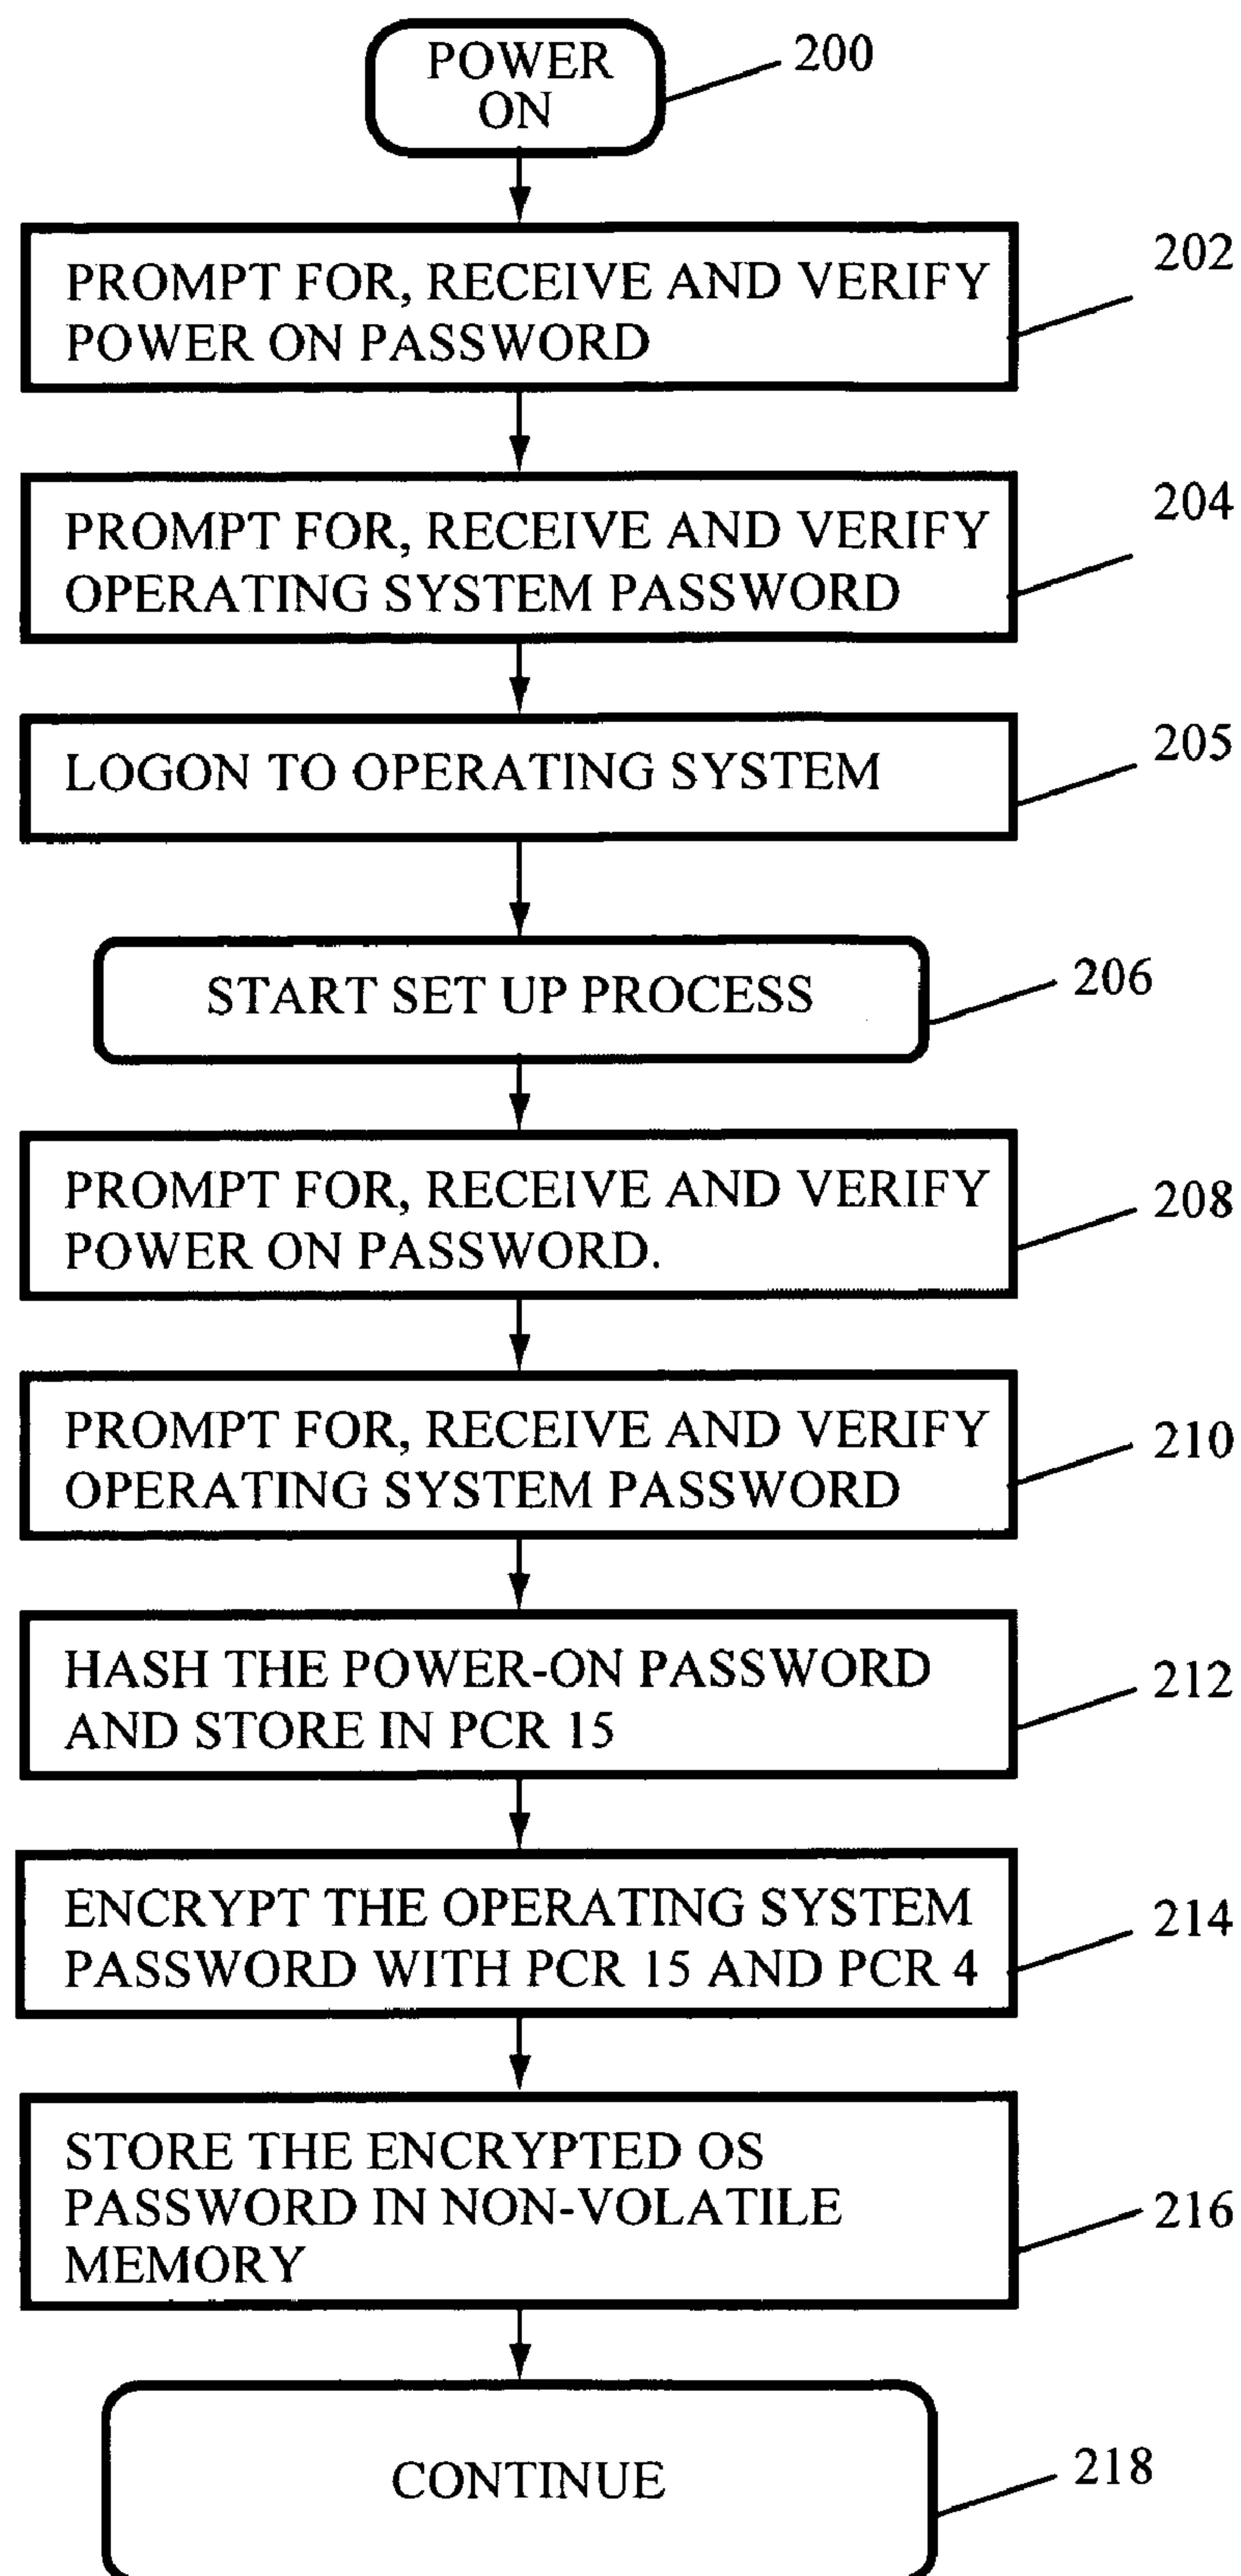 POWER
ON
200
PROMPT FOR, RECEIVE AND VERIFY
POWER ON PASSWORD
202
PROMPT FOR, RECEIVE AND VERIFY
OPERATING SYSTEM PASSWORD
204
LOGON TO OPERATING SYSTEM
205
START SET UP PROCESS
206
PROMPT FOR, RECEIVE AND VERIFY
POWER ON PASSWORD.
208
PROMPT FOR, RECEIVE AND VERIFY
OPERATING SYSTEM PASSWORD
210
HASH THE POWER-ON PASSWORD
AND STORE IN PCR 15
212
ENCRYPT THE OPERATING SYSTEM
PASSWORD WITH PCR 15 AND PCR 4
214
STORE THE ENCRYPTED OS
PASSWORD IN NON-VOLATILE
MEMORY
216
CONTINUE
218